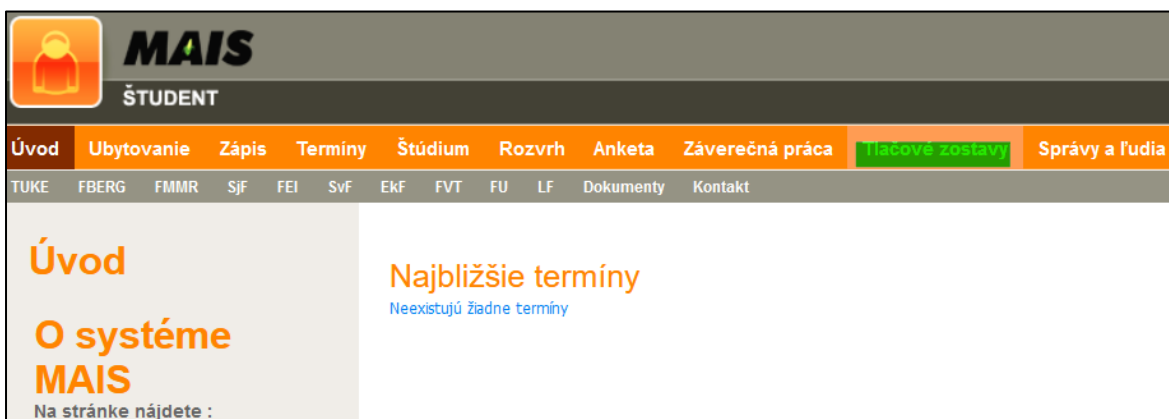 MAIS
ŠTUDENT
Úvod Ubytovanie Zápis Termíny Štúdium Rozvrh Anketa Záverečná práca Tlačové zostavy Správy a ľudia
TUKE FBERG FMMR SjF FEI SvF EkF FVT FU LF Dokumenty Kontakt
Úvod
Najbližšie termíny
Neexistujú žiadne termíny
O systéme
MAIS
Na stránke nájdete :